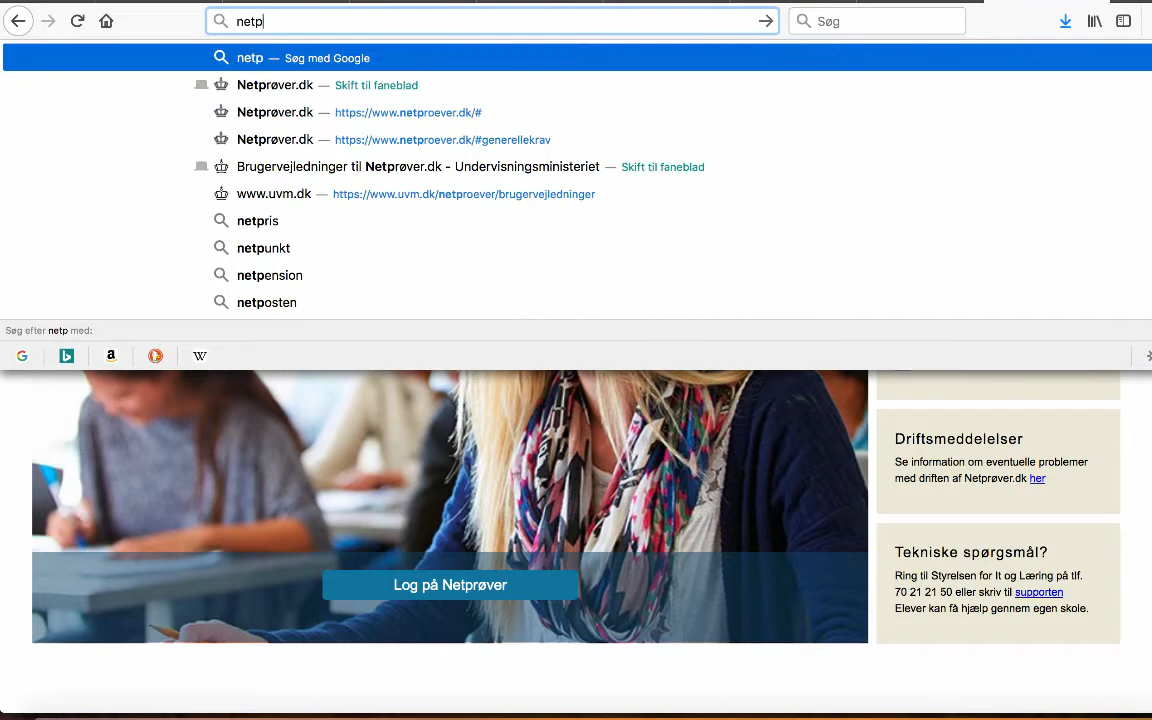 netp
Søg
netp — Søg med Google
Netprøver.dk — Skift til faneblad
Netprøver.dk — https://www.netproever.dk/#
Netprøver.dk — https://www.netproever.dk/#generellekrav
Brugervejledninger til Netprøver.dk - Undervisningsministeriet — Skift til faneblad
www.uvm.dk — https://www.uvm.dk/netproever/brugervejledninger
netpris
netpunkt
netpension
netposten
Søg efter netp med:
G
b
a
W
Driftsmeddelelser
Se information om eventuelle problemer
med driften af Netprøver.dk her
Tekniske spørgsmål?
Ring til Styrelsen for It og Læring på tlf.
70 21 21 50 eller skriv til supporten
Elever kan få hjælp gennem egen skole.
Log på Netprøver